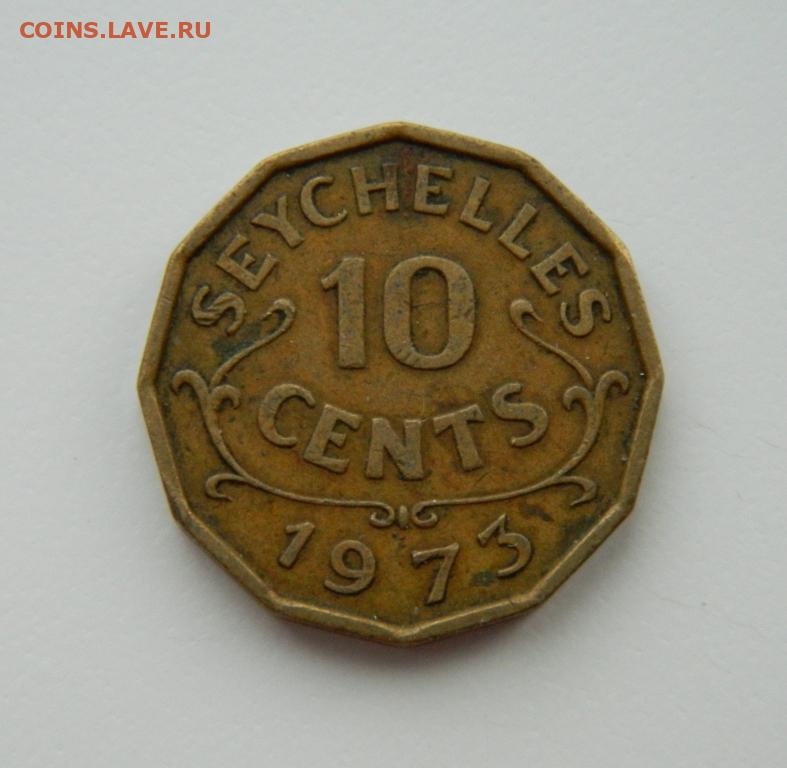 COINS.LAVE.RU
SEYCHELLES
10
CENTS
1973